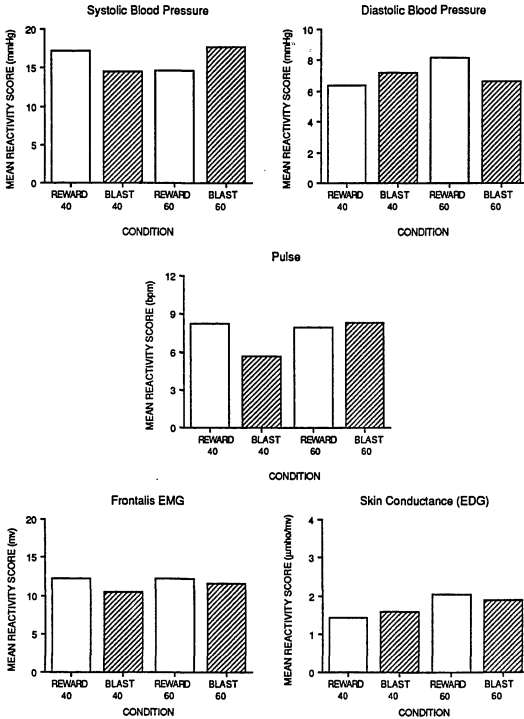 Systolic Blood Pressure
MEAN REACTIVITY SCORE (mmHg)
20
15
10
5
0
REWARD BLAST REWARD BLAST
40 40 60 60
CONDITION
Diastolic Blood Pressure
MEAN REACTIVITY SCORE (mmHg)
10
8
6
4
2
0
REWARD BLAST REWARD BLAST
40 40 60 60
CONDITION
Pulse
MEAN REACTIVITY SCORE (bpm)
12
9
6
3
0
REWARD BLAST REWARD BLAST
40 40 60 60
CONDITION
Frontalis EMG
MEAN REACTIVITY SCORE (mv)
20
15
10
5
0
REWARD BLAST REWARD BLAST
40 40 60 60
CONDITION
Skin Conductance (EDG)
MEAN REACTIVITY SCORE (µmho/mv)
4
3
2
1
0
REWARD BLAST REWARD BLAST
40 40 60 60
CONDITION